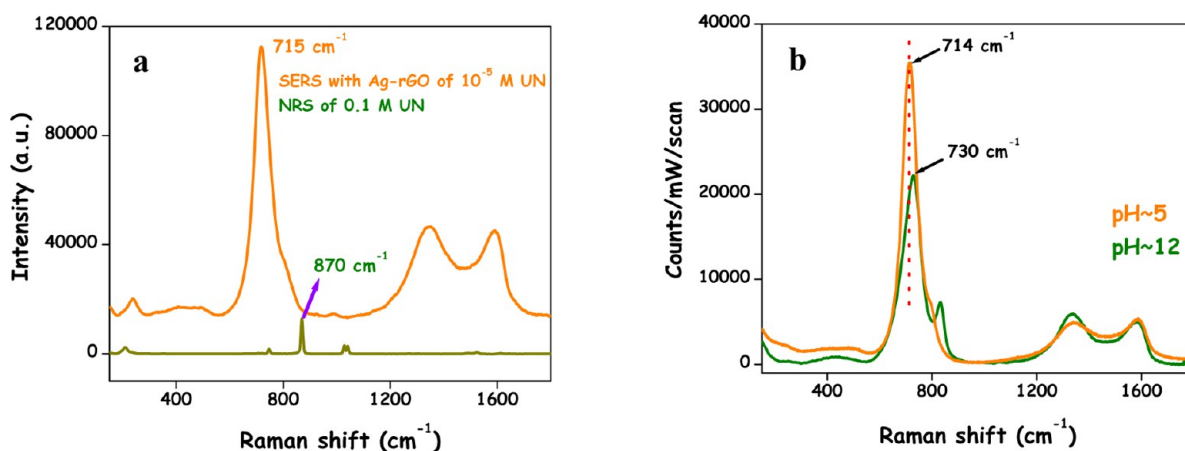 a
715 cm⁻¹
SERS with Ag-rGO of 10⁻⁵ M UN
NRS of 0.1 M UN
870 cm⁻¹
120000
80000
40000
0
Intensity (a.u.)
400
800
1200
1600
Raman shift (cm⁻¹)
b
714 cm⁻¹
730 cm⁻¹
pH~5
pH~12
40000
30000
20000
10000
0
Counts/mW/scan
400
800
1200
1600
Raman shift (cm⁻¹)